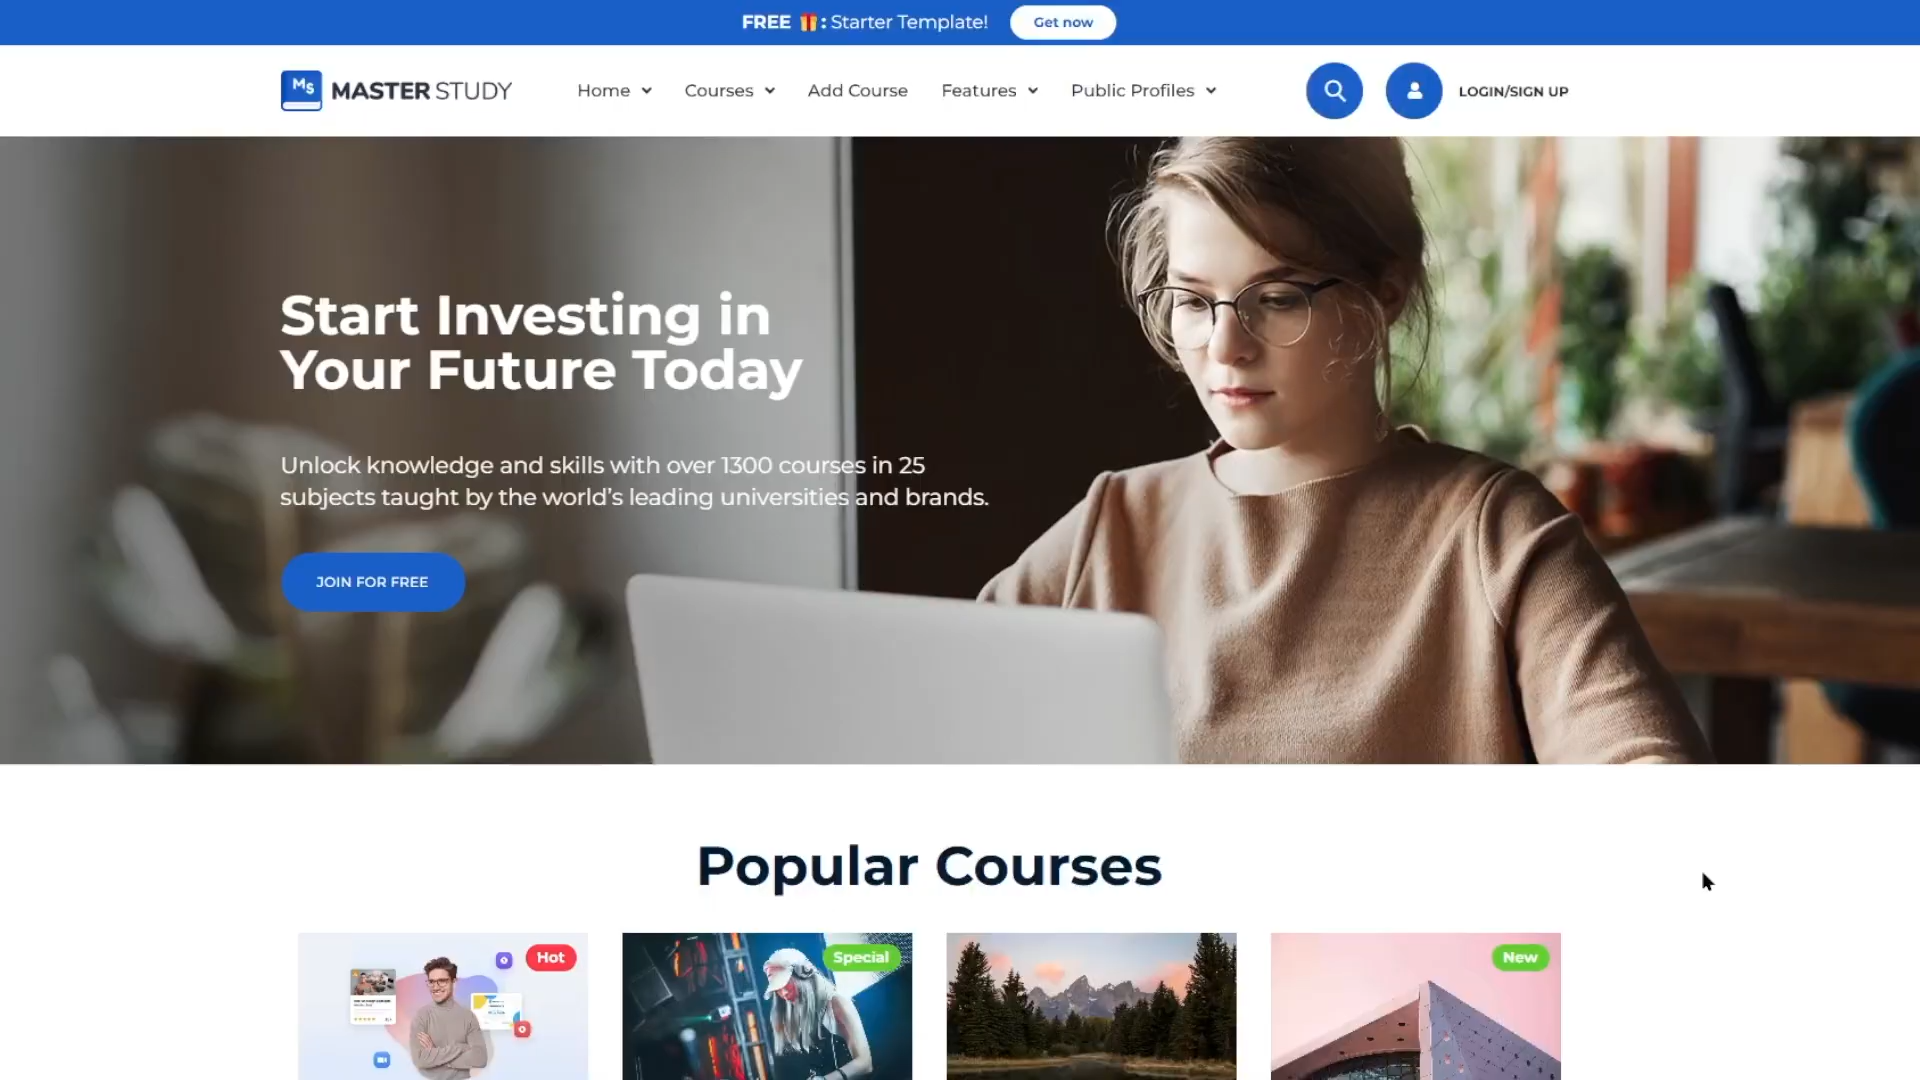 FREE 🎁: Starter Template!
Get now
MS
MASTER STUDY
Home
Courses
Add Course
Features
Public Profiles
LOGIN/SIGN UP
Start Investing in
Your Future Today
Unlock knowledge and skills with over 1300 courses in 25
subjects taught by the world's leading universities and brands.
JOIN FOR FREE
Popular Courses
Hot
Special
New